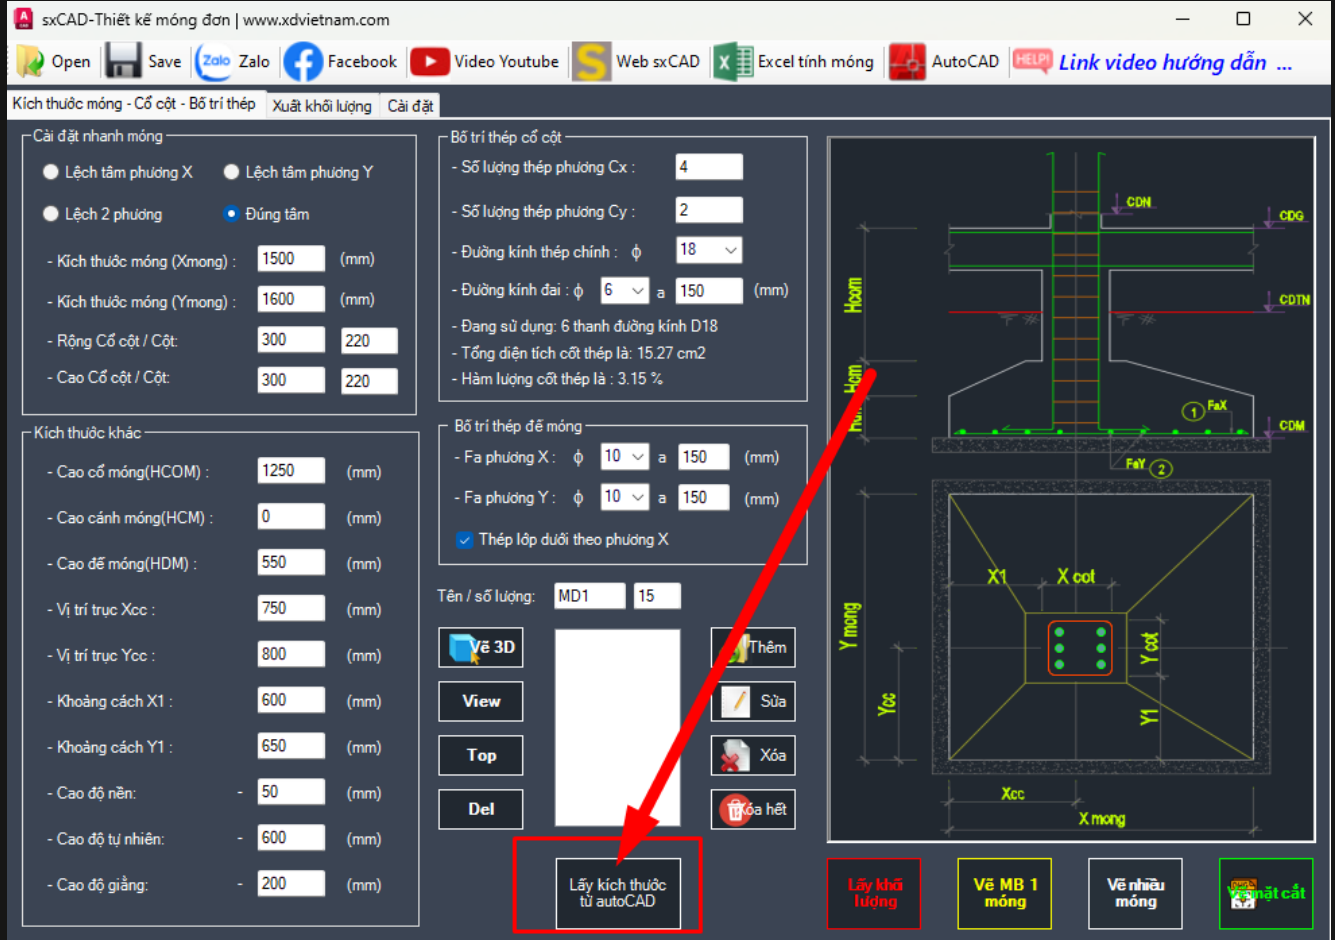 sxCAD-Thiết kế móng đơn | www.xdvietnam.com
Open Save Zalo Zalo Facebook Video Youtube Web sxCAD Excel tính móng AutoCAD HELP! Link video hướng dẫn ...
Kích thước móng - Cổ cột - Bố trí thép Xuất khối lượng Cài đặt
Cài đặt nhanh móng
Lệch tâm phương X Lệch tâm phương Y
Lệch 2 phương Đúng tâm
- Kích thước móng (Xmong) : 1500 (mm)
- Kích thước móng (Ymong) : 1600 (mm)
- Rộng Cổ cột / Cột: 300 220
- Cao Cổ cột / Cột: 300 220
Kích thước khác
- Cao cổ móng(HCOM) : 1250 (mm)
- Cao cánh móng(HCM) : 0 (mm)
- Cao đế móng(HDM) : 550 (mm)
- Vị trí trục Xcc : 750 (mm)
- Vị trí trục Ycc : 800 (mm)
- Khoảng cách X1 : 600 (mm)
- Khoảng cách Y1 : 650 (mm)
- Cao độ nền: - 50 (mm)
- Cao độ tự nhiên: - 600 (mm)
- Cao độ giằng: - 200 (mm)
Bố trí thép cổ cột
- Số lượng thép phương Cx : 4
- Số lượng thép phương Cy : 2
- Đường kính thép chính : ϕ 18
- Đường kính đai : ϕ 6 a 150 (mm)
- Đang sử dụng: 6 thanh đường kính D18
- Tổng diện tích cốt thép là: 15.27 cm2
- Hàm lượng cốt thép là : 3.15 %
Bố trí thép đế móng
- Fa phương X : ϕ 10 a 150 (mm)
- Fa phương Y : ϕ 10 a 150 (mm)
Thép lớp dưới theo phương X
Tên / số lượng: MD1 15
Vẽ 3D
View
Top
Del
Thêm
Sửa
Xóa
Xóa hết
Lấy kích thước
từ autoCAD
CDN
CDG
Hcom
CDTN
Hcm
1 FaX
CDM
FaY 2
X1 X cot
Y mong
Y cot
Ycc
Y1
Xcc
X mong
Lấy khối
lượng
Vẽ MB 1
móng
Vẽ nhiều
móng
Vẽ mặt cắt